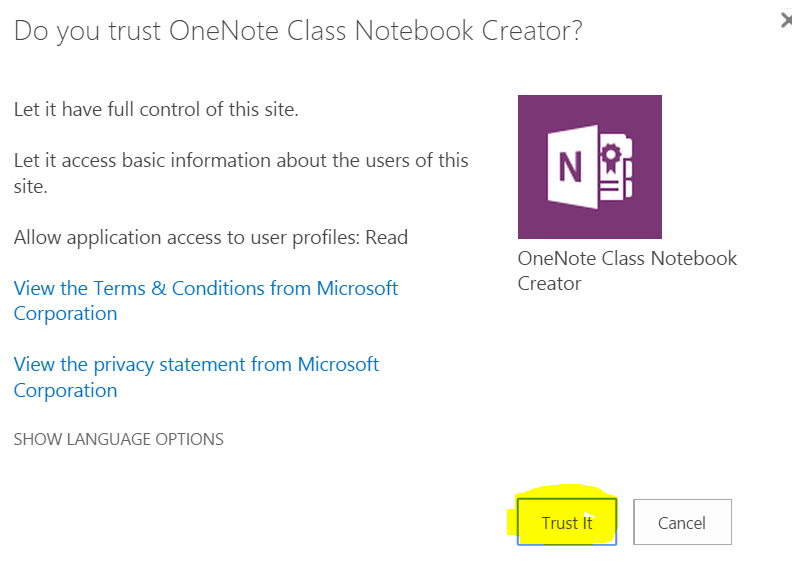 Do you trust OneNote Class Notebook Creator?
Let it have full control of this site.
Let it access basic information about the users of this
site.
Allow application access to user profiles: Read
View the Terms & Conditions from Microsoft
Corporation
View the privacy statement from Microsoft
Corporation
SHOW LANGUAGE OPTIONS
N
OneNote Class Notebook
Creator
Trust It
Cancel